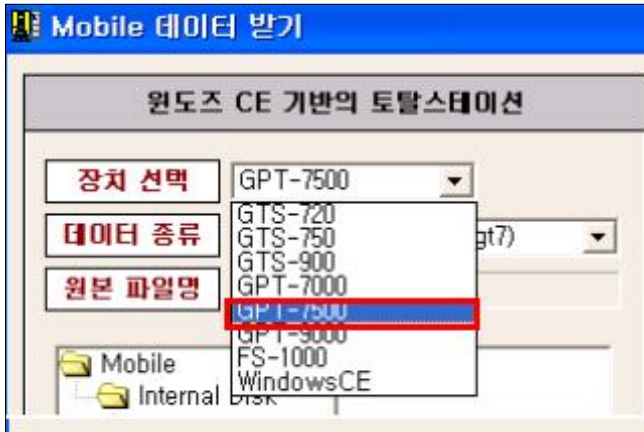 Mobile 데이터 받기
윈도즈 CE 기반의 토탈스테이션
장치 선택 GPT-7500
데이터 종류 gt7)
원본 파일명
GTS-720
GTS-750
GTS-900
GPT-7000
GPT-7500
GPT-9000
FS-1000
WindowsCE
Mobile
Internal Disk